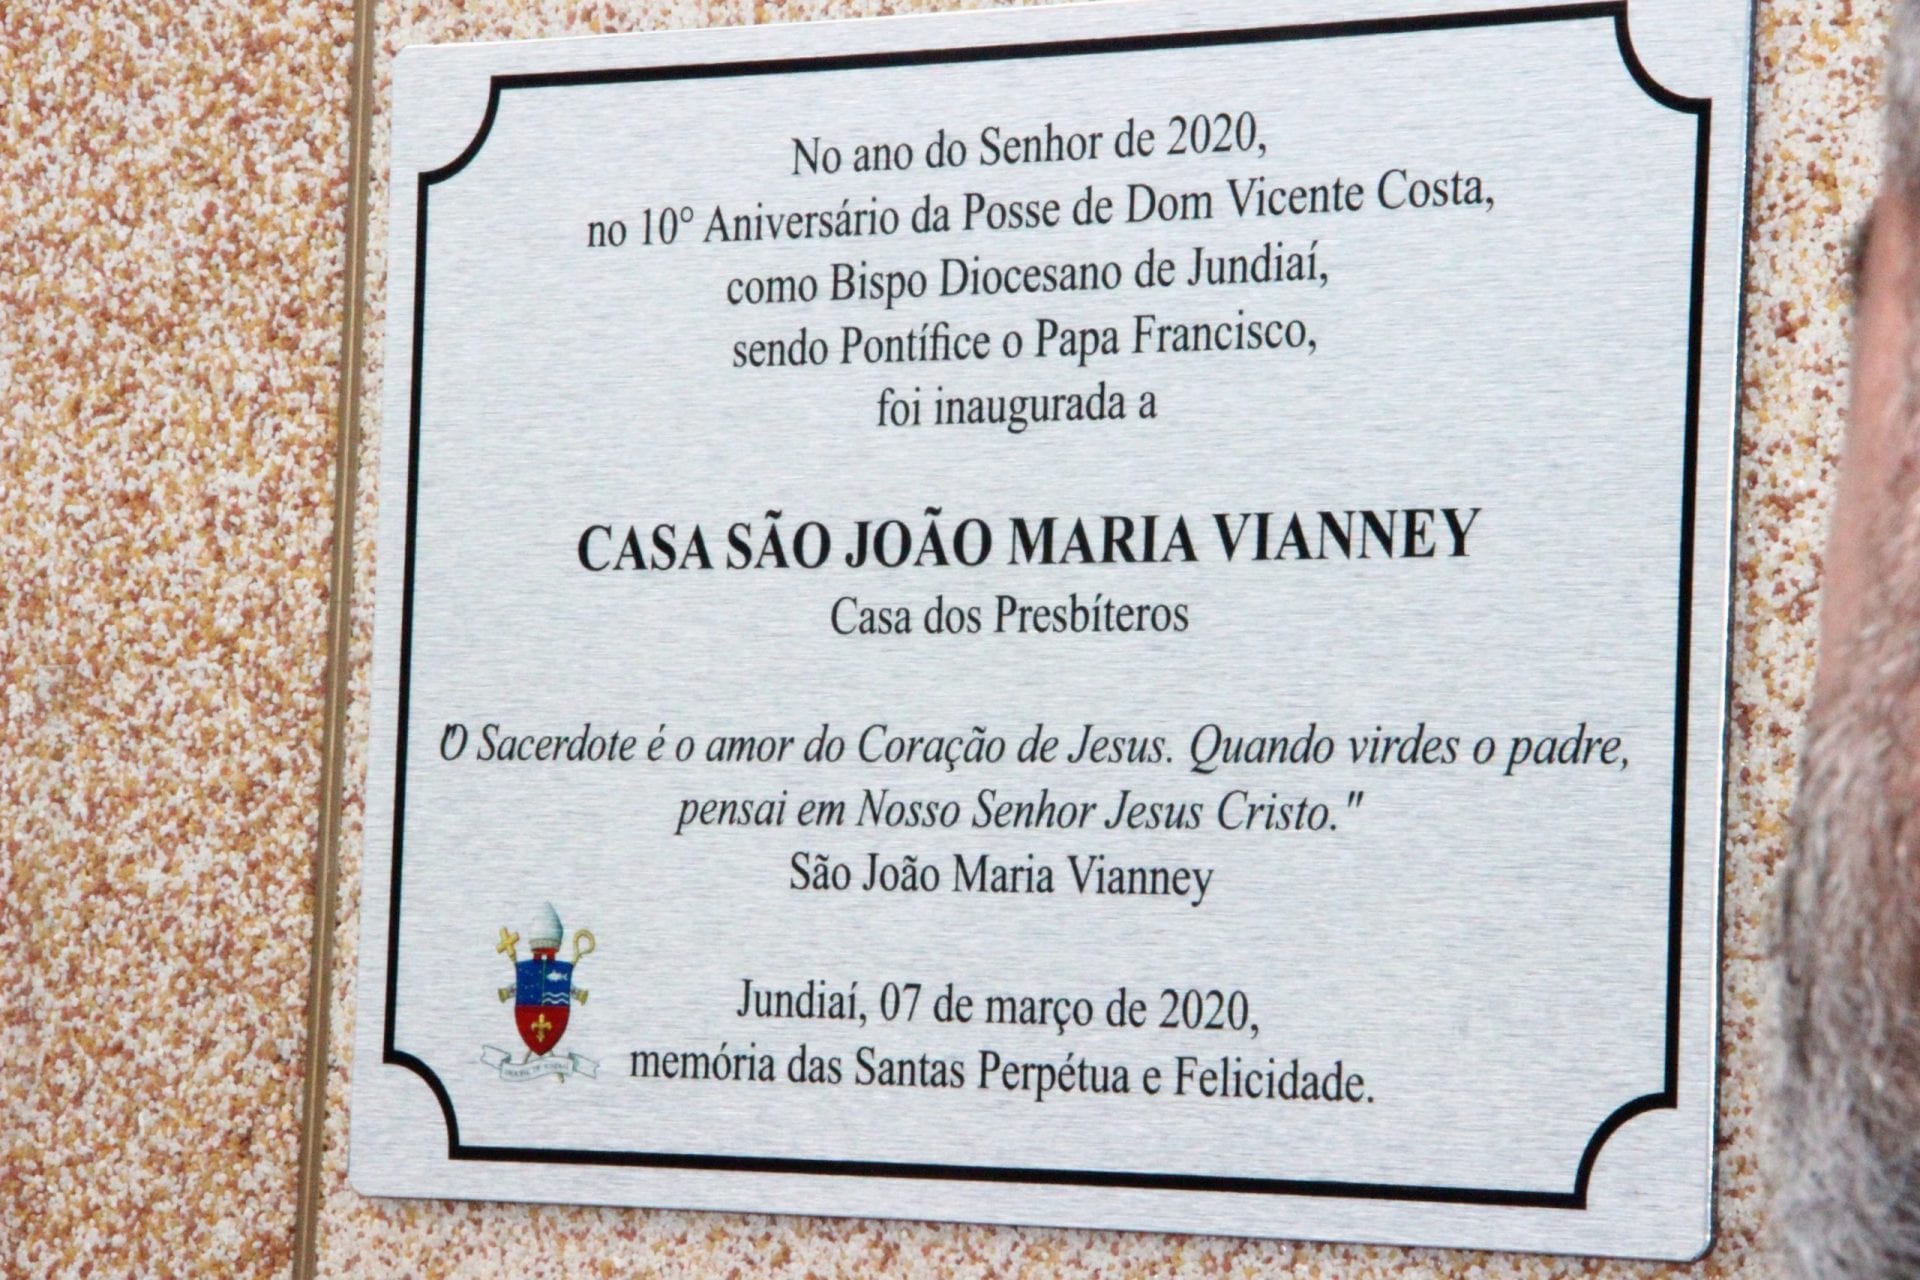 No ano do Senhor de 2020,
no 10° Aniversário da Posse de Dom Vicente Costa,
como Bispo Diocesano de Jundiaí,
sendo Pontífice o Papa Francisco,
foi inaugurada a
CASA SÃO JOÃO MARIA VIANNEY
Casa dos Presbíteros
"O Sacerdote é o amor do Coração de Jesus. Quando virdes o padre,
pensai em Nosso Senhor Jesus Cristo."
São João Maria Vianney
Jundiaí, 07 de março de 2020,
memória das Santas Perpétua e Felicidade.